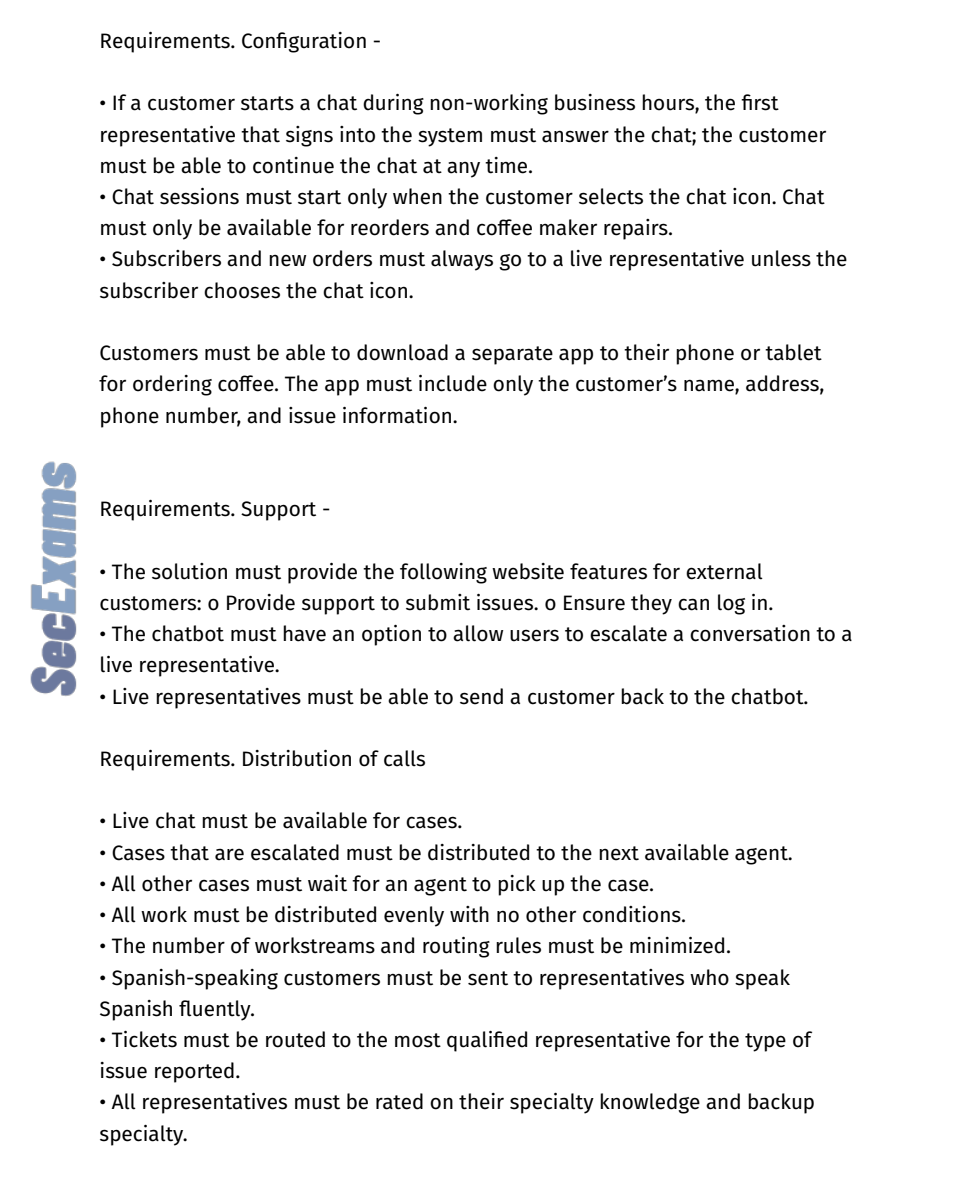 Requirements. Configuration -
• If a customer starts a chat during non-working business hours, the first
representative that signs into the system must answer the chat; the customer
must be able to continue the chat at any time.
• Chat sessions must start only when the customer selects the chat icon. Chat
must only be available for reorders and coffee maker repairs.
• Subscribers and new orders must always go to a live representative unless the
subscriber chooses the chat icon.
Customers must be able to download a separate app to their phone or tablet
for ordering coffee. The app must include only the customer’s name, address,
phone number, and issue information.
SecExams
Requirements. Support -
• The solution must provide the following website features for external
customers: o Provide support to submit issues. o Ensure they can log in.
• The chatbot must have an option to allow users to escalate a conversation to a
live representative.
• Live representatives must be able to send a customer back to the chatbot.
Requirements. Distribution of calls
• Live chat must be available for cases.
• Cases that are escalated must be distributed to the next available agent.
• All other cases must wait for an agent to pick up the case.
• All work must be distributed evenly with no other conditions.
• The number of workstreams and routing rules must be minimized.
• Spanish-speaking customers must be sent to representatives who speak
Spanish fluently.
• Tickets must be routed to the most qualified representative for the type of
issue reported.
• All representatives must be rated on their specialty knowledge and backup
specialty.